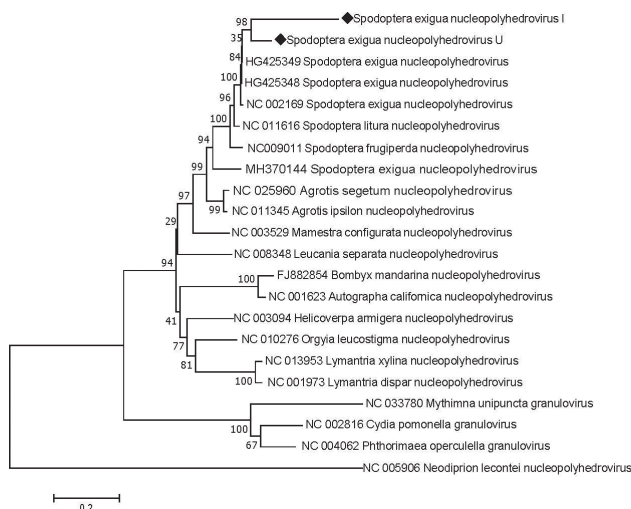 98
Spodoptera exigua nucleopolyhedrovirus I
35
Spodoptera exigua nucleopolyhedrovirus U
84
HG425349 Spodoptera exigua nucleopolyhedrovirus
100
HG425348 Spodoptera exigua nucleopolyhedrovirus
96
NC 002169 Spodoptera exigua nucleopolyhedrovirus
100
NC 011616 Spodoptera litura nucleopolyhedrovirus
94
NC009011 Spodoptera frugiperda nucleopolyhedrovirus
99
MH370144 Spodoptera exigua nucleopolyhedrovirus
97
NC 025960 Agrotis segetum nucleopolyhedrovirus
99
NC 011345 Agrotis ipsilon nucleopolyhedrovirus
29
NC 003529 Mamestra configurata nucleopolyhedrovirus
94
NC 008348 Leucania separata nucleopolyhedrovirus
100
FJ882854 Bombyx mandarina nucleopolyhedrovirus
NC 001623 Autographa californica nucleopolyhedrovirus
41
NC 003094 Helicoverpa armigera nucleopolyhedrovirus
77
NC 010276 Orgyia leucostigma nucleopolyhedrovirus
81
NC 013953 Lymantria xylina nucleopolyhedrovirus
100
NC 001973 Lymantria dispar nucleopolyhedrovirus
NC 033780 Mythimna unipuncta granulovirus
100
NC 002816 Cydia pomonella granulovirus
67
NC 004062 Phthorimaea operculella granulovirus
NC 005906 Neodiprion lecontei nucleopolyhedrovirus
0.2